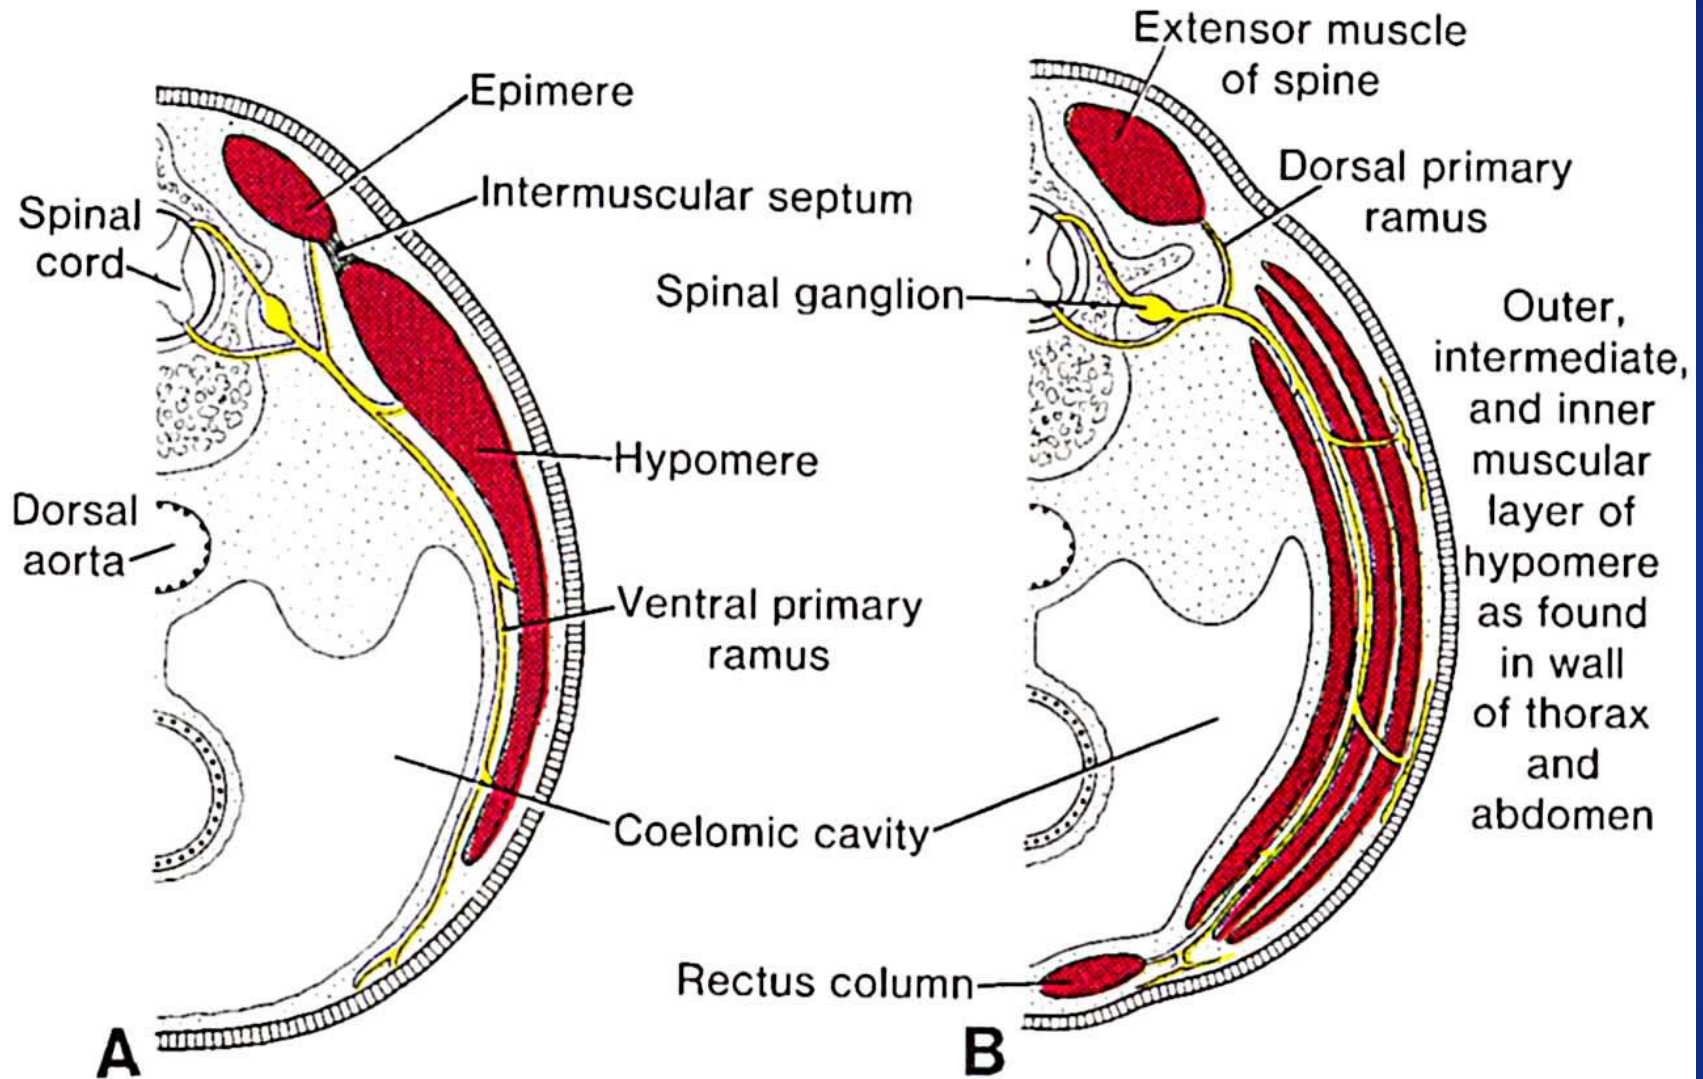 Epimere
Intermuscular septum
Spinal
cord
Hypomere
Dorsal
aorta
Ventral primary
ramus
Coelomic cavity
A
Extensor muscle
of spine
Dorsal primary
ramus
Spinal ganglion
Outer,
intermediate,
and inner
muscular
layer of
hypomere
as found
in wall
of thorax
and
abdomen
Rectus column
B